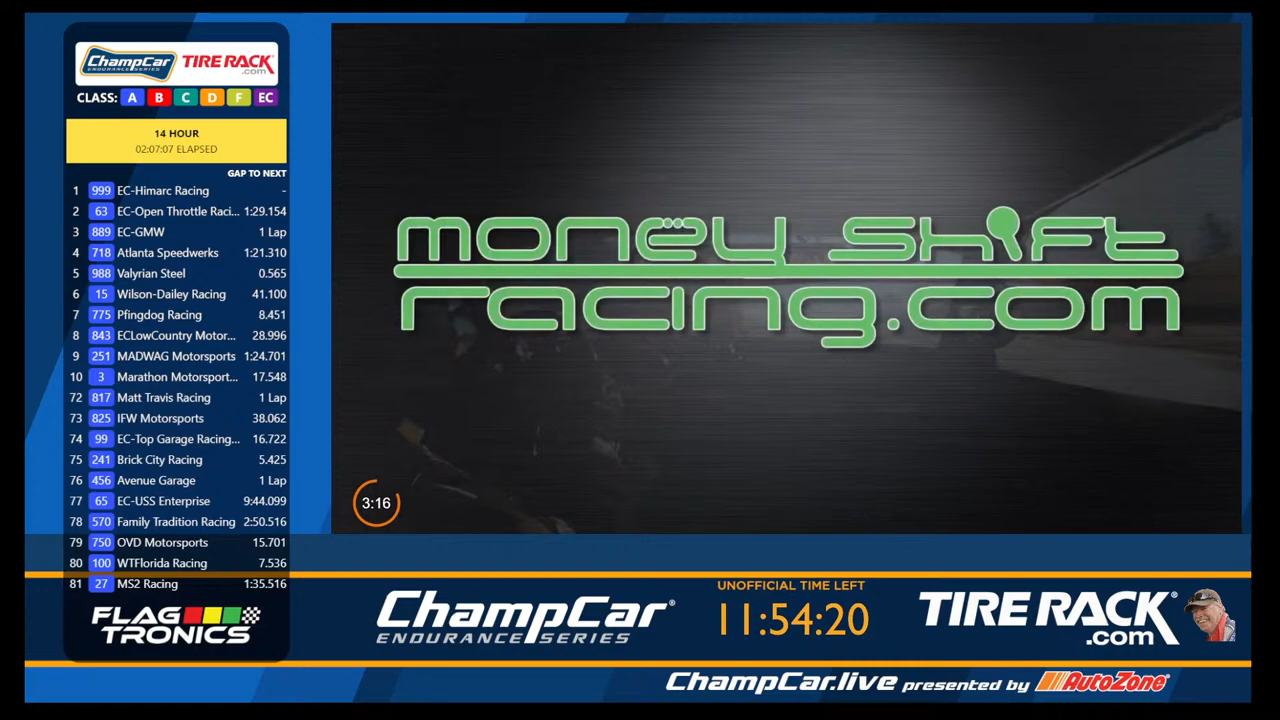 ChampCar
ENDURANCE SERIES
TIRE RACK
.com
CLASS: A B C D F EC
14 HOUR
02:07:07 ELAPSED
GAP TO NEXT
1 999 EC-Himarc Racing -
2 63 EC-Open Throttle Raci... 1:29.154
3 889 EC-GMW 1 Lap
4 718 Atlanta Speedwerks 1:21.310
5 988 Valyrian Steel 0.565
6 15 Wilson-Dailey Racing 41.100
7 775 Pfingdog Racing 8.451
8 843 ECLowCountry Motor... 28.996
9 251 MADWAG Motorsports 1:24.701
10 3 Marathon Motorsport... 17.548
72 817 Matt Travis Racing 1 Lap
73 825 IFW Motorsports 38.062
74 99 EC-Top Garage Racing... 16.722
75 241 Brick City Racing 5.425
76 456 Avenue Garage 1 Lap
77 65 EC-USS Enterprise 9:44.099
78 570 Family Tradition Racing 2:50.516
79 750 OVD Motorsports 15.701
80 100 WTFlorida Racing 7.536
81 27 MS2 Racing 1:35.516
FLAG
TRONICS
money shift
racing.com
3:16
ChampCar®
ENDURANCE SERIES
UNOFFICIAL TIME LEFT
11:54:20
TIRE RACK®
.com
ChampCar.live presented by AutoZone